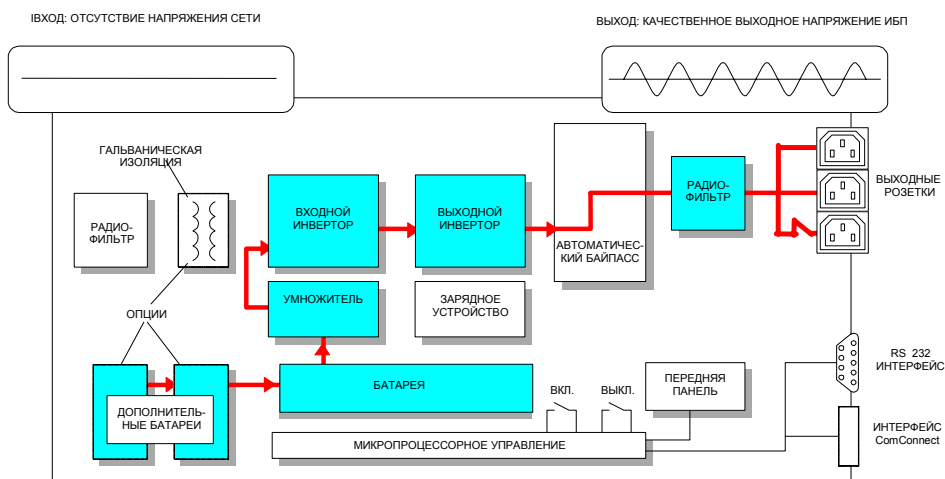 IВХОД: ОТСУТСТВИЕ НАПРЯЖЕНИЯ СЕТИ
ВЫХОД: КАЧЕСТВЕННОЕ ВЫХОДНОЕ НАПРЯЖЕНИЕ ИБП
ГАЛЬВАНИЧЕСКАЯ
ИЗОЛЯЦИЯ
РАДИО-
ФИЛЬТР
ВХОДНОЙ
ИНВЕРТОР
ВЫХОДНОЙ
ИНВЕРТОР
АВТОМАТИЧЕС-
КИЙ БАЙПАСС
РАДИО-
ФИЛЬТР
ВЫХОДНЫЕ
РОЗЕТКИ
ОПЦИИ
УМНОЖИТЕЛЬ
ЗАРЯДНОЕ
УСТРОЙСТВО
RS 232
ИНТЕРФЕЙС
ДОПОЛНИТЕЛЬ-
НЫЕ БАТАРЕИ
БАТАРЕЯ
ВКЛ.
ВЫКЛ.
ПЕРЕДНЯЯ
ПАНЕЛЬ
МИКРОПРОЦЕССОРНОЕ УПРАВЛЕНИЕ
ИНТЕРФЕЙС
ComConnect